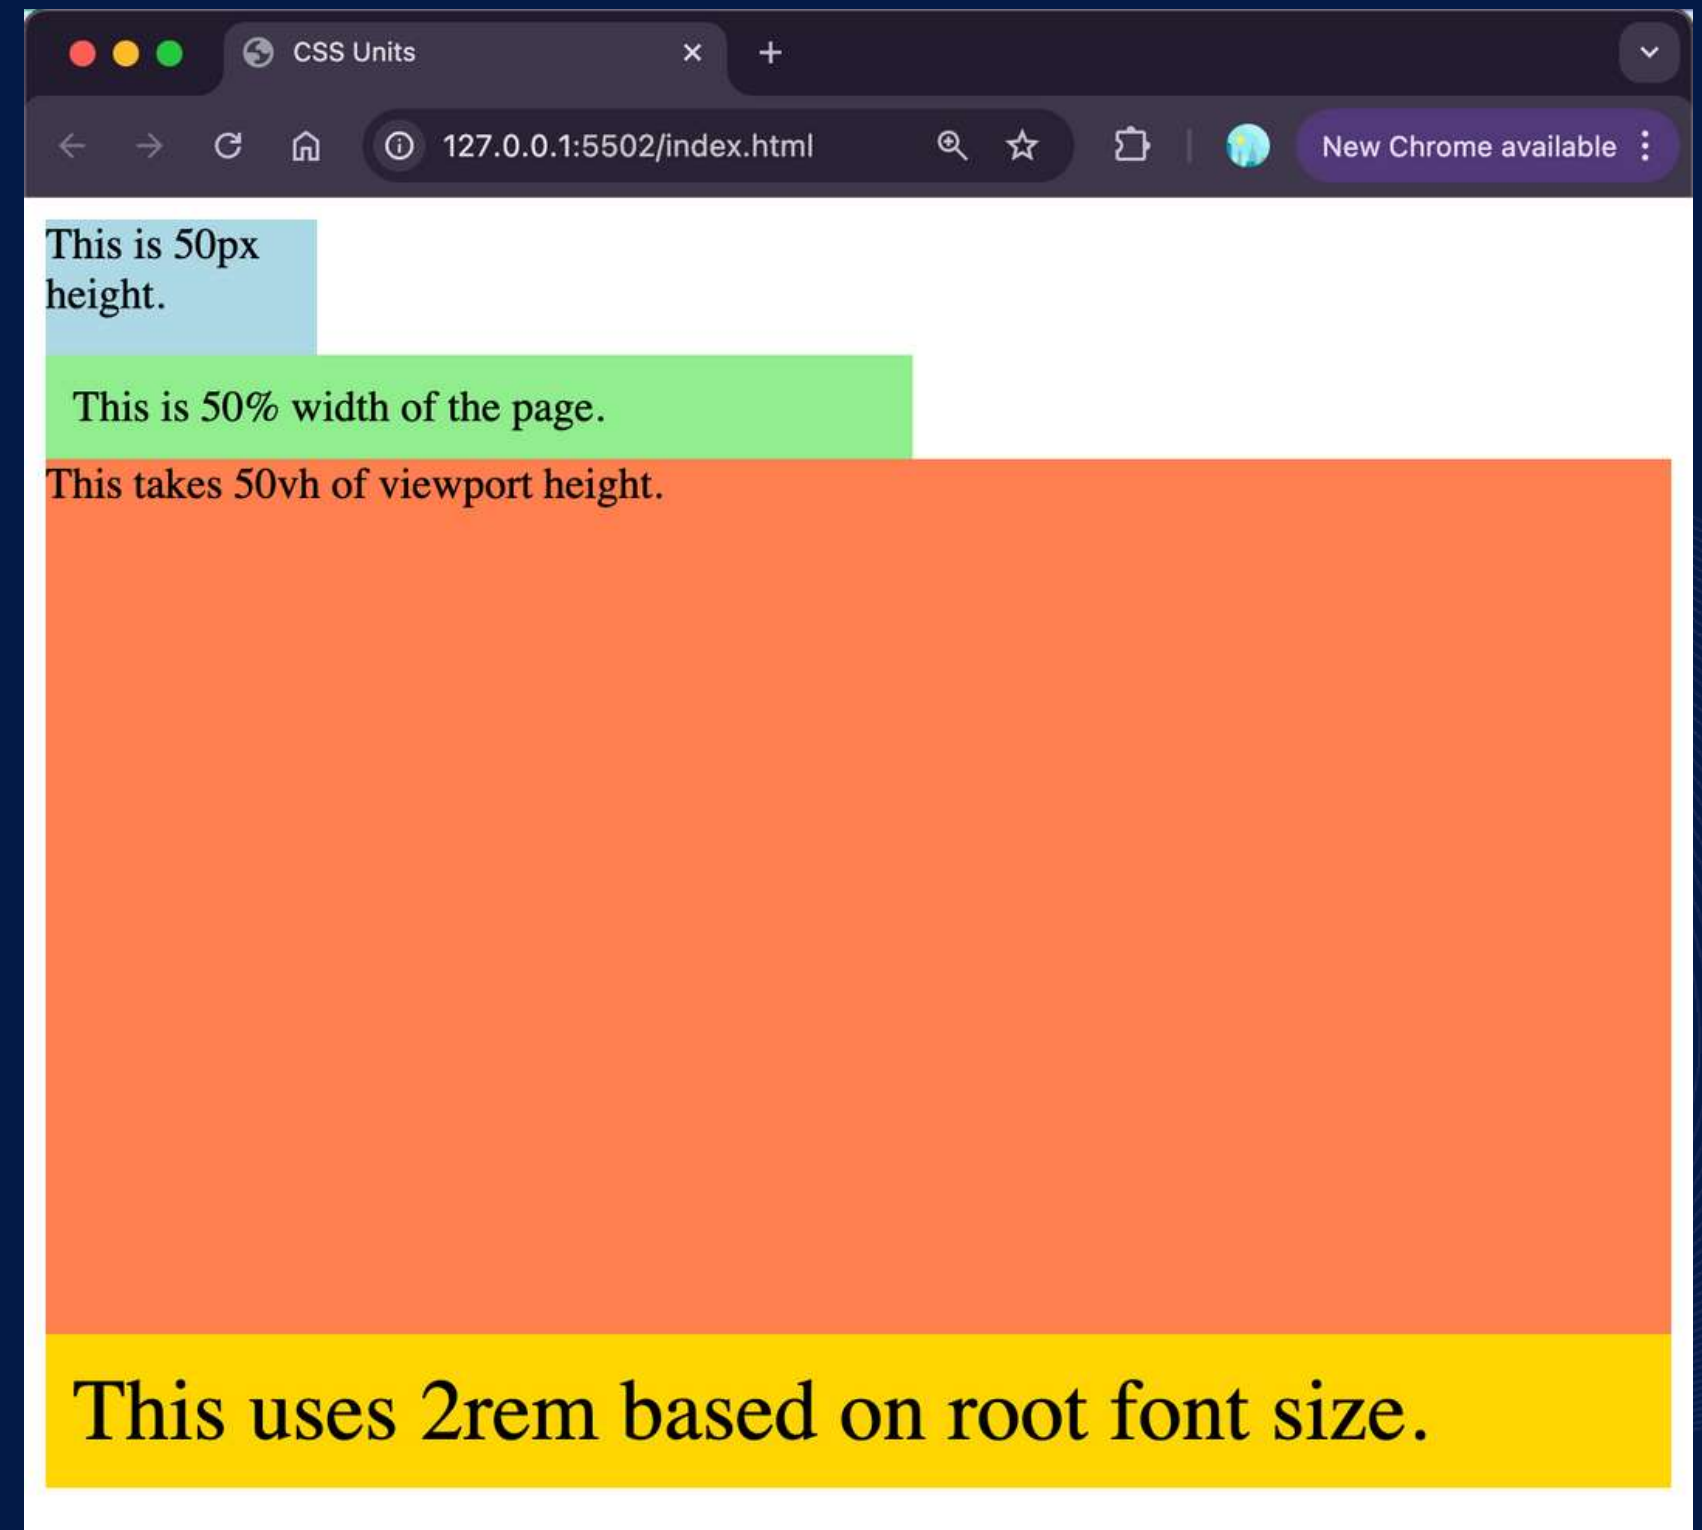 CSS Units
127.0.0.1:5502/index.html
New Chrome available
This is 50px
height.
This is 50% width of the page.
This takes 50vh of viewport height.
This uses 2rem based on root font size.